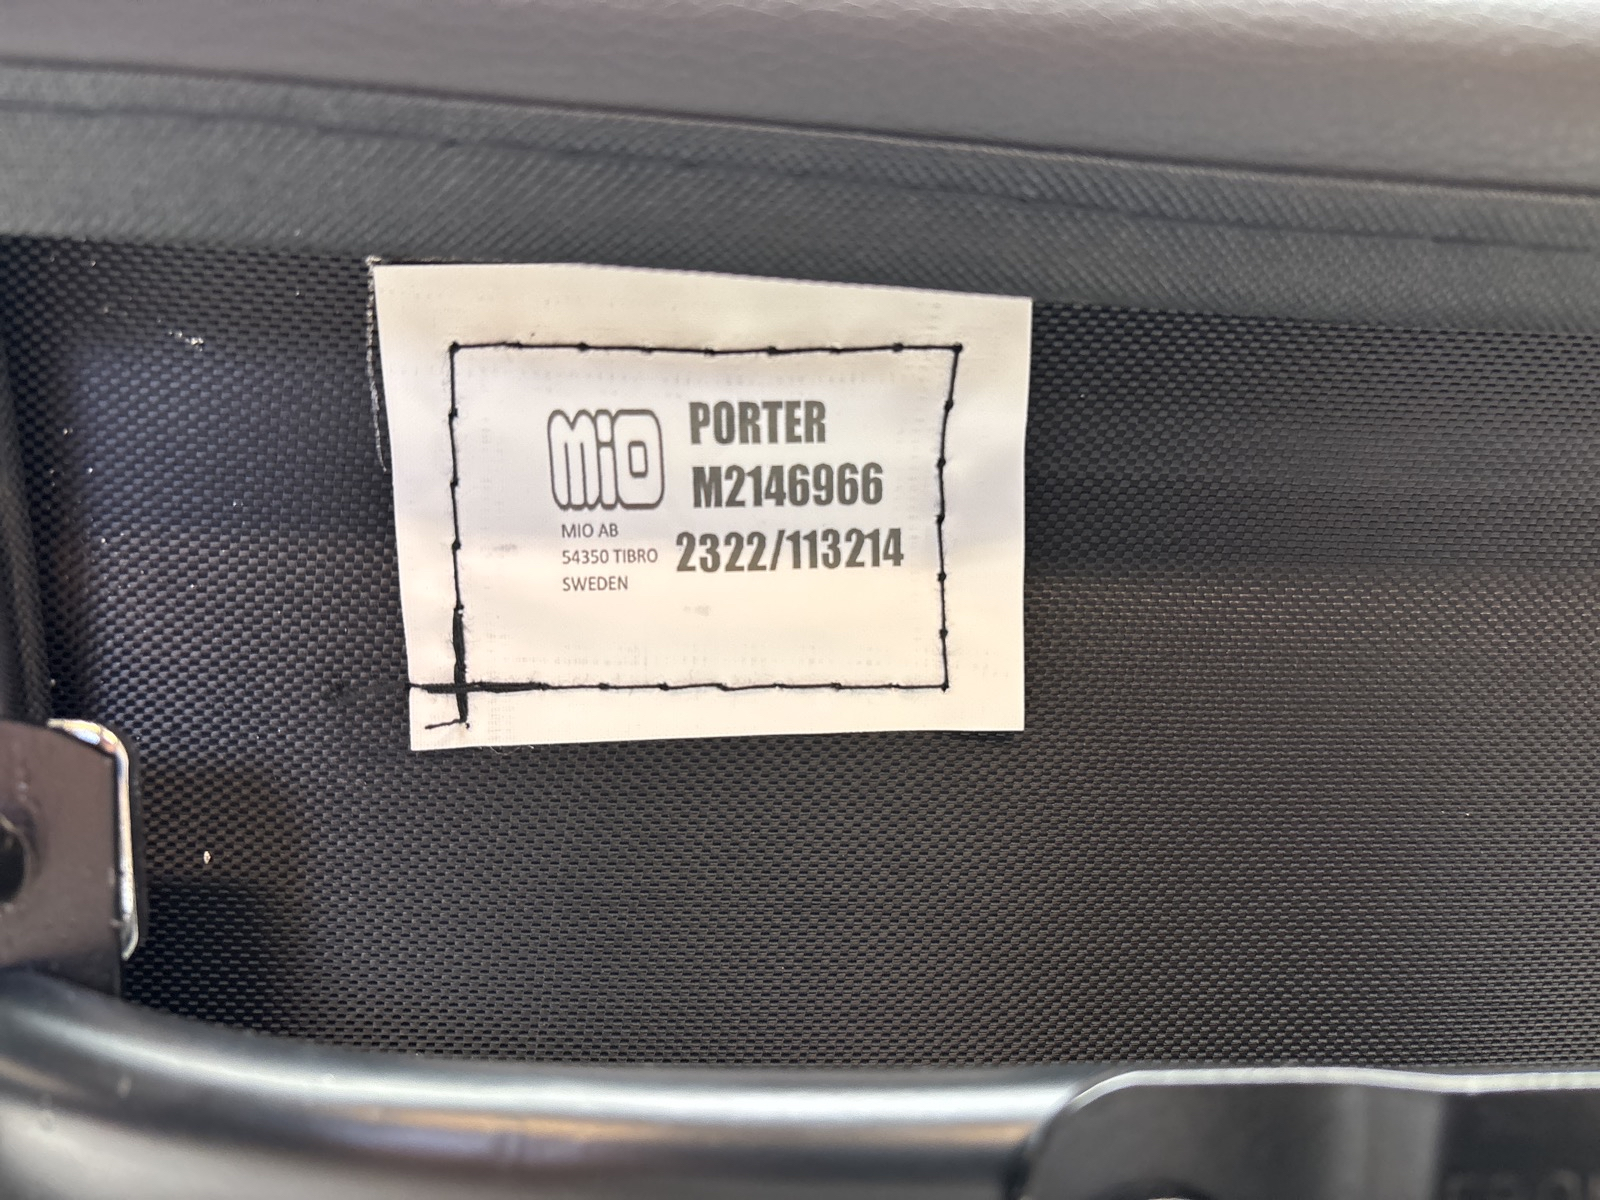 MiO
PORTER
M2146966
2322/113214
MIO AB
54350 TIBRO
SWEDEN